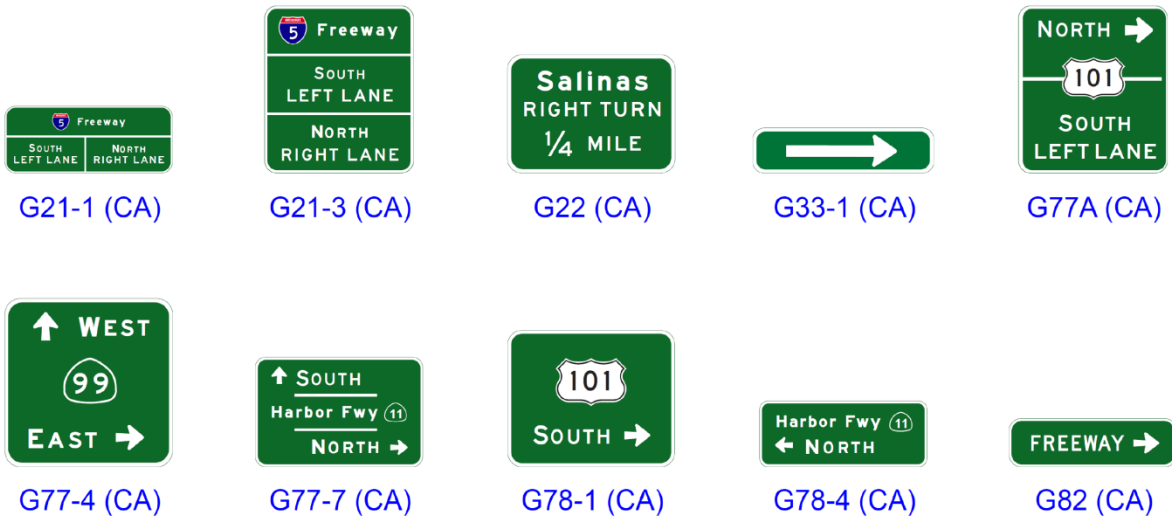 5 Freeway
SOUTH
LEFT LANE
NORTH
RIGHT LANE
G21-1 (CA)
5 Freeway
SOUTH
LEFT LANE
NORTH
RIGHT LANE
G21-3 (CA)
Salinas
RIGHT TURN
1/4 MILE
G22 (CA)
G33-1 (CA)
NORTH
101
SOUTH
LEFT LANE
G77A (CA)
WEST
99
EAST
G77-4 (CA)
SOUTH
Harbor Fwy 11
NORTH
G77-7 (CA)
101
SOUTH
G78-1 (CA)
Harbor Fwy 11
NORTH
G78-4 (CA)
FREEWAY
G82 (CA)